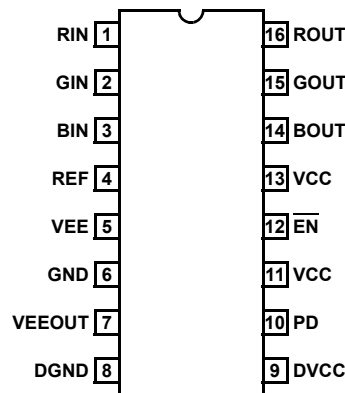 RIN 1 16 ROUT
GIN 2 15 GOUT
BIN 3 14 BOUT
REF 4 13 VCC
VEE 5 12 EN
GND 6 11 VCC
VEEOUT 7 10 PD
DGND 8 9 DVCC